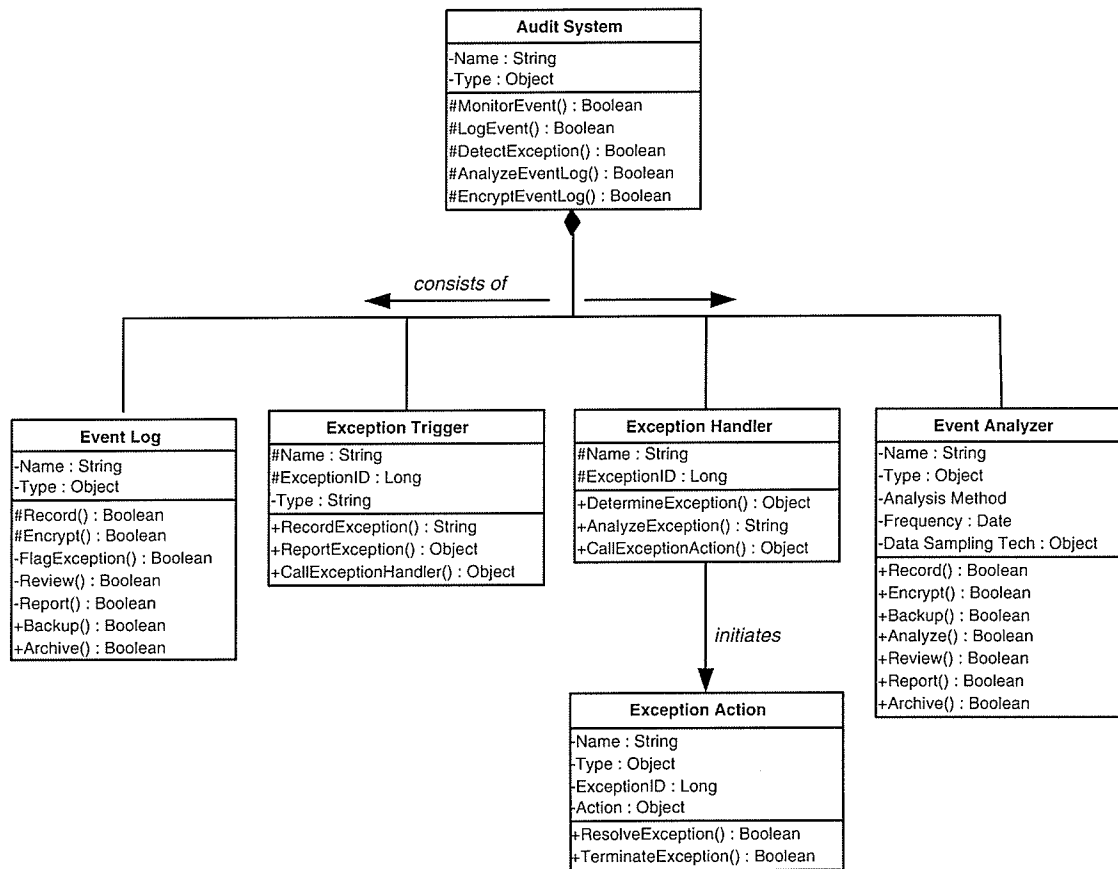 Audit System
-Name : String
-Type : Object
#MonitorEvent() : Boolean
#LogEvent() : Boolean
#DetectException() : Boolean
#AnalyzeEventLog() : Boolean
#EncryptEventLog() : Boolean
consists of
Event Log
-Name : String
-Type : Object
#Record() : Boolean
#Encrypt() : Boolean
-FlagException() : Boolean
-Review() : Boolean
-Report() : Boolean
+Backup() : Boolean
+Archive() : Boolean
Exception Trigger
#Name : String
#ExceptionID : Long
-Type : String
+RecordException() : String
+ReportException() : Object
+CallExceptionHandler() : Object
Exception Handler
#Name : String
#ExceptionID : Long
+DetermineException() : Object
+AnalyzeException() : String
+CallExceptionAction() : Object
Event Analyzer
-Name : String
-Type : Object
-Analysis Method
-Frequency : Date
-Data Sampling Tech : Object
+Record() : Boolean
+Encrypt() : Boolean
+Backup() : Boolean
+Analyze() : Boolean
+Review() : Boolean
+Report() : Boolean
+Archive() : Boolean
initiates
Exception Action
-Name : String
-Type : Object
-ExceptionID : Long
-Action : Object
+ResolveException() : Boolean
+TerminateException() : Boolean